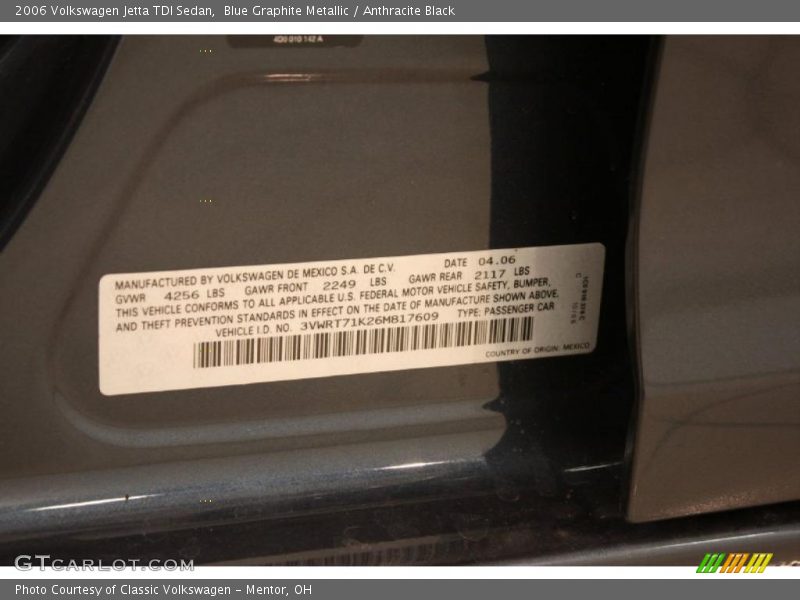 2006 Volkswagen Jetta TDI Sedan,  Blue Graphite Metallic / Anthracite Black
MANUFACTURED BY VOLKSWAGEN DE MEXICO S.A. DE C.V. DATE 04.06
GVWR 4256 LBS GAWR FRONT 2249 LBS GAWR REAR 2117 LBS
THIS VEHICLE CONFORMS TO ALL APPLICABLE U.S. FEDERAL MOTOR VEHICLE SAFETY, BUMPER,
AND THEFT PREVENTION STANDARDS IN EFFECT ON THE DATE OF MANUFACTURE SHOWN ABOVE.
VEHICLE I.D. NO. 3VWRT71K26M817609 TYPE: PASSENGER CAR
COUNTRY OF ORIGIN: MEXICO
GTCARLOT.COM
Photo Courtesy of Classic Volkswagen - Mentor, OH